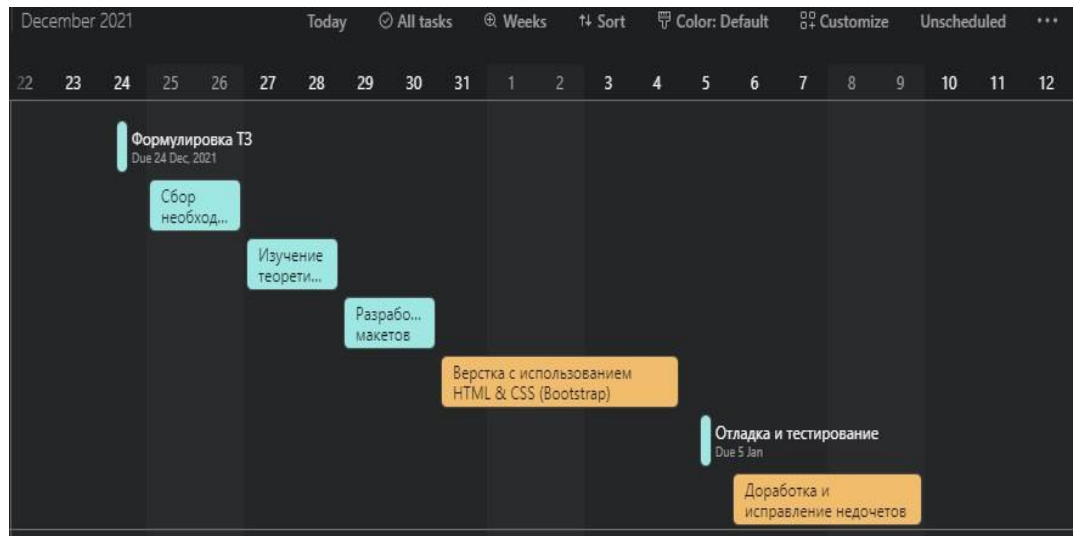 December 2021 Today All tasks Weeks Sort Color: Default Customize Unscheduled ...
22 23 24 25 26 27 28 29 30 31 1 2 3 4 5 6 7 8 9 10 11 12
Формулировка ТЗ
Due 24 Dec, 2021
Сбор
необход...
Изучение
теорети...
Разрабо...
макетов
Верстка с использованием
HTML & CSS (Bootstrap)
Отладка и тестирование
Due 5 Jan
Доработка и
исправление недочетов